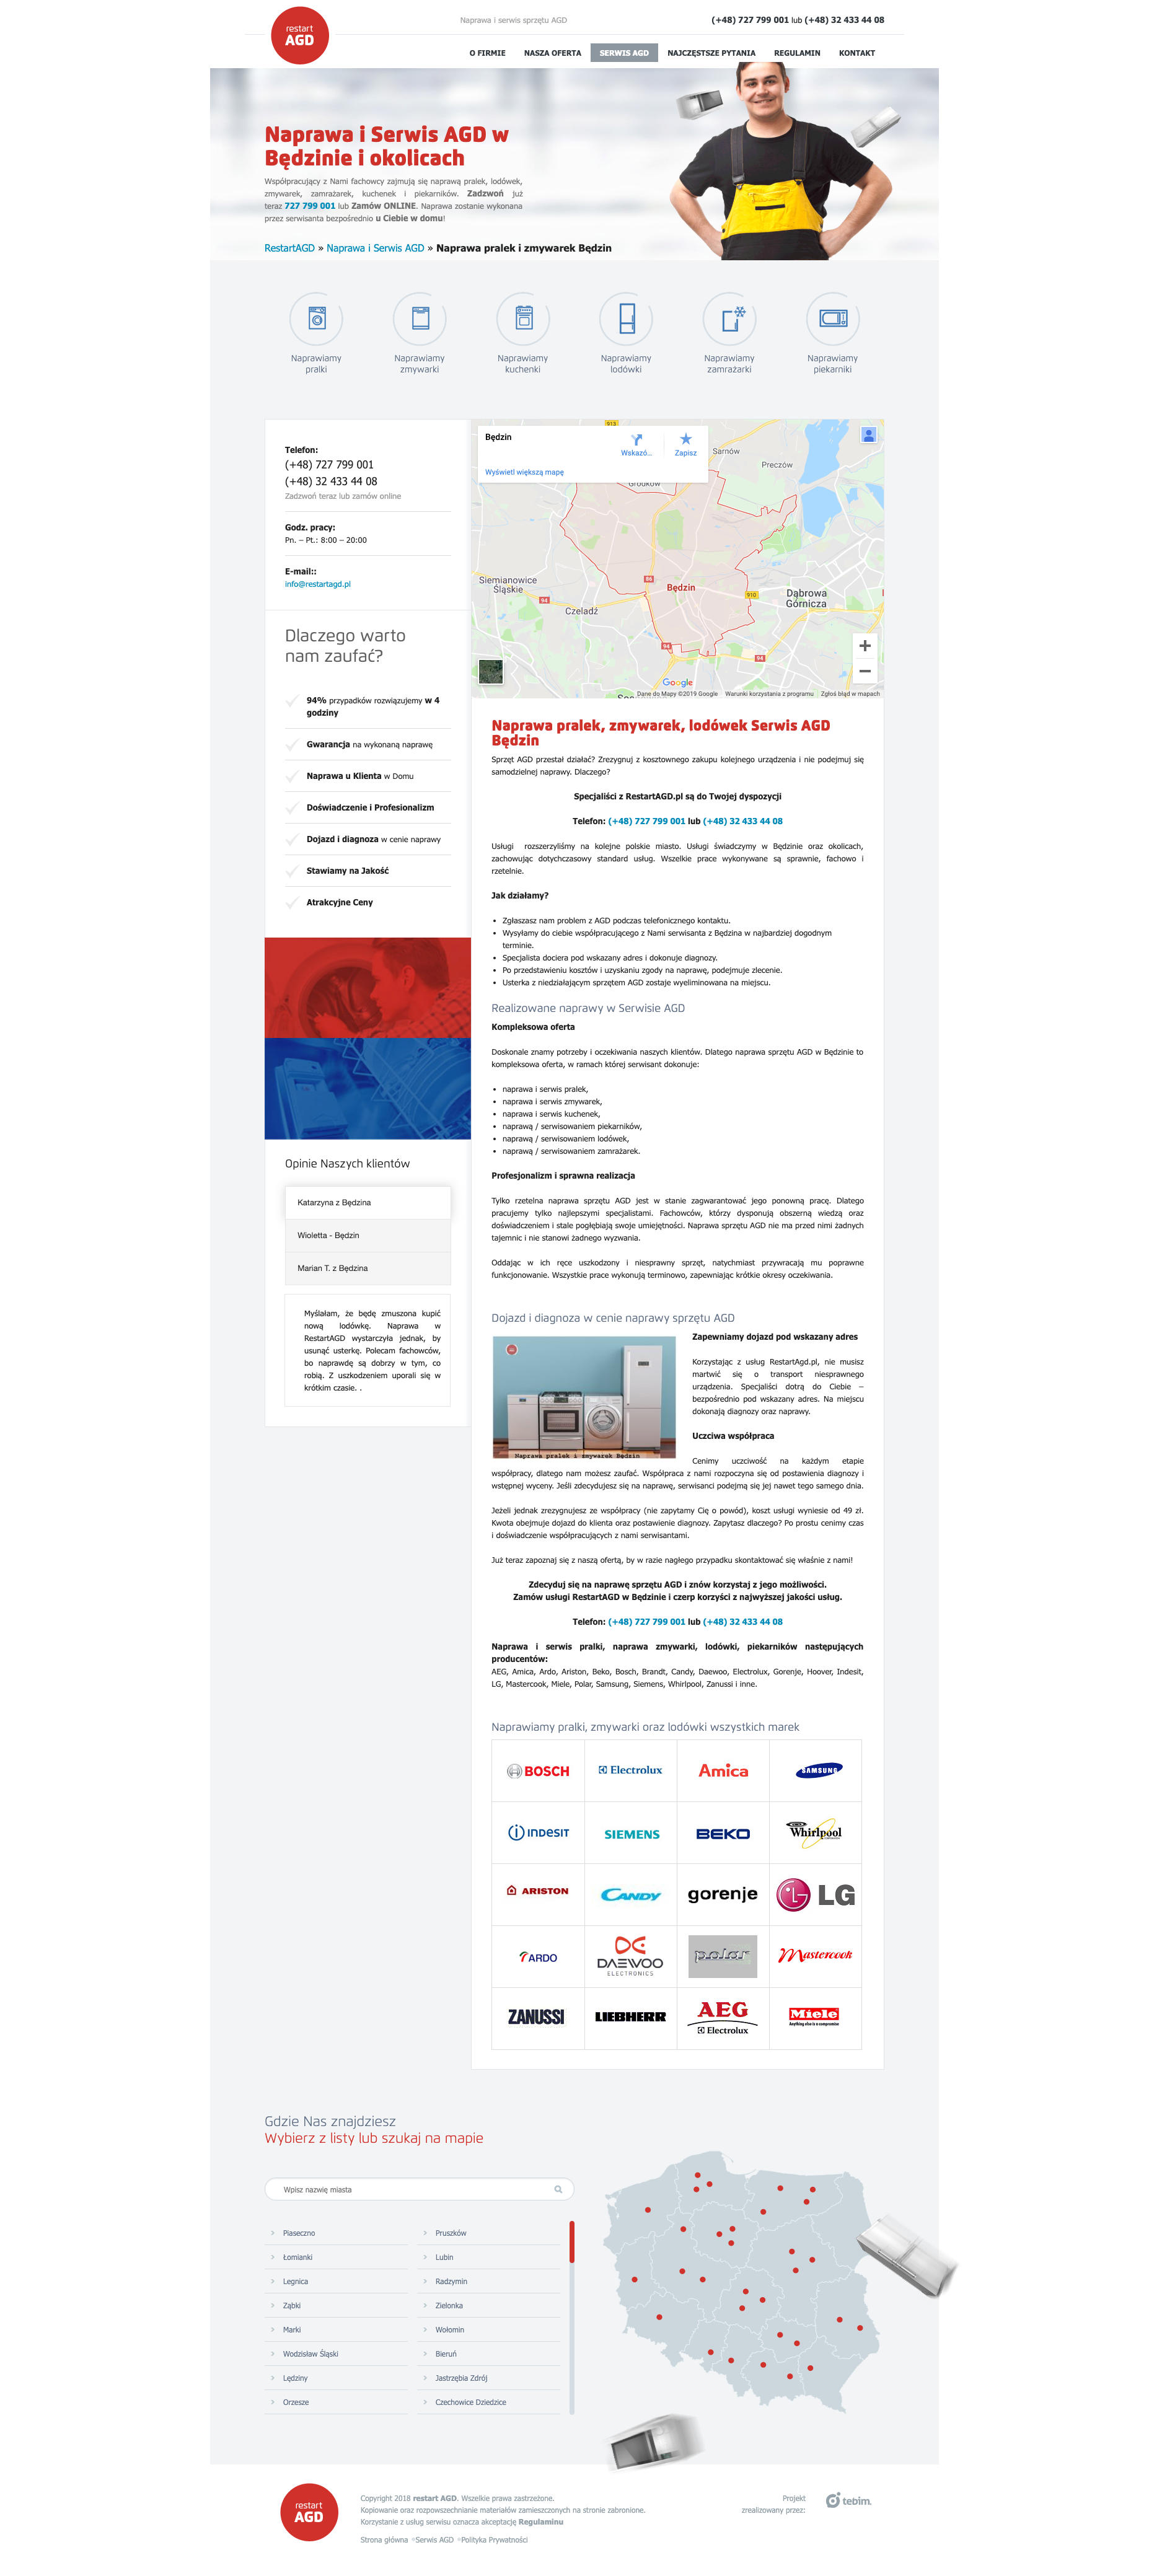 restart
AGD
Naprawa i serwis sprzętu AGD
(+48) 727 799 001 lub (+48) 32 433 44 08
O FIRMIE NASZA OFERTA SERWIS AGD NAJCZĘSTSZE PYTANIA REGULAMIN KONTAKT
Naprawa i Serwis AGD w
Będzinie i okolicach
Współpracujący z Nami fachowcy zajmują się naprawą pralek, lodówek,
zmywarek, zamrażarek, kuchenek i piekarników. Zadzwoń już
teraz 727 799 001 lub Zamów ONLINE. Naprawa zostanie wykonana
przez serwisanta bezpośrednio u Ciebie w domu!
RestartAGD » Naprawa i Serwis AGD » Naprawa pralek i zmywarek Będzin
Naprawiamy
pralki
Naprawiamy
zmywarki
Naprawiamy
kuchenki
Naprawiamy
lodówki
Naprawiamy
zamrażarki
Naprawiamy
piekarniki
Telefon:
(+48) 727 799 001
(+48) 32 433 44 08
Zadzwoń teraz lub zamów online
Godz. pracy:
Pn. – Pt.: 8:00 – 20:00
E-mail::
info@restartagd.pl
Dlaczego warto
nam zaufać?
94% przypadków rozwiązujemy w 4
godziny
Gwarancja na wykonaną naprawę
Naprawa u Klienta w Domu
Doświadczenie i Profesionalizm
Dojazd i diagnoza w cenie naprawy
Stawiamy na Jakość
Atrakcyjne Ceny
Opinie Naszych klientów
Katarzyna z Będzina
Wioletta - Będzin
Marian T. z Będzina
Myślałam, że będę zmuszona kupić
nową lodówkę. Naprawa w
RestartAGD wystarczyła jednak, by
usunąć usterkę. Polecam fachowców,
bo naprawdę są dobrzy w tym, co
robią. Z uszkodzeniem uporali się w
krótkim czasie. .
913
Będzin
Wskazó...
Zapisz
Wyświetl większą mapę
Sarnów
Preczów
Grodków
Siemianowice
Śląskie
86
Będzin
910
Dąbrowa
Górnicza
94
Czeladź
94
94
Google
Dane do Mapy ©2019 Google Warunki korzystania z programu Zgłoś błąd w mapach
Naprawa pralek, zmywarek, lodówek Serwis AGD
Będzin
Sprzęt AGD przestał działać? Zrezygnuj z kosztownego zakupu kolejnego urządzenia i nie podejmuj się
samodzielnej naprawy. Dlaczego?
Specjaliści z RestartAGD.pl są do Twojej dyspozycji
Telefon: (+48) 727 799 001 lub (+48) 32 433 44 08
Usługi rozszerzyliśmy na kolejne polskie miasto. Usługi świadczymy w Będzinie oraz okolicach,
zachowując dotychczasowy standard usług. Wszelkie prace wykonywane są sprawnie, fachowo i
rzetelnie.
Jak działamy?
• Zgłaszasz nam problem z AGD podczas telefonicznego kontaktu.
• Wysyłamy do ciebie współpracującego z Nami serwisanta z Będzina w najbardziej dogodnym
terminie.
• Specjalista dociera pod wskazany adres i dokonuje diagnozy.
• Po przedstawieniu kosztów i uzyskaniu zgody na naprawę, podejmuje zlecenie.
• Usterka z niedziałającym sprzętem AGD zostaje wyeliminowana na miejscu.
Realizowane naprawy w Serwisie AGD
Kompleksowa oferta
Doskonale znamy potrzeby i oczekiwania naszych klientów. Dlatego naprawa sprzętu AGD w Będzinie to
kompleksowa oferta, w ramach której serwisant dokonuje:
• naprawa i serwis pralek,
• naprawa i serwis zmywarek,
• naprawa i serwis kuchenek,
• naprawą / serwisowaniem piekarników,
• naprawą / serwisowaniem lodówek,
• naprawą / serwisowaniem zamrażarek.
Profesjonalizm i sprawna realizacja
Tylko rzetelna naprawa sprzętu AGD jest w stanie zagwarantować jego ponowną pracę. Dlatego
pracujemy tylko najlepszymi specjalistami. Fachowców, którzy dysponują obszerną wiedzą oraz
doświadczeniem i stale pogłębiają swoje umiejętności. Naprawa sprzętu AGD nie ma przed nimi żadnych
tajemnic i nie stanowi żadnego wyzwania.
Oddając w ich ręce uszkodzony i niesprawny sprzęt, natychmiast przywracają mu poprawne
funkcjonowanie. Wszystkie prace wykonują terminowo, zapewniając krótkie okresy oczekiwania.
Dojazd i diagnoza w cenie naprawy sprzętu AGD
Naprawa pralek i zmywarek Będzin
Zapewniamy dojazd pod wskazany adres
Korzystając z usług RestartAgd.pl, nie musisz
martwić się o transport niesprawnego
urządzenia. Specjaliści dotrą do Ciebie –
bezpośrednio pod wskazany adres. Na miejscu
dokonają diagnozy oraz naprawy.
Uczciwa współpraca
Cenimy uczciwość na każdym etapie
współpracy, dlatego nam możesz zaufać. Współpraca z nami rozpoczyna się od postawienia diagnozy i
wstępnej wyceny. Jeśli zdecydujesz się na naprawę, serwisanci podejmą się jej nawet tego samego dnia.
Jeżeli jednak zrezygnujesz ze współpracy (nie zapytamy Cię o powód), koszt usługi wyniesie od 49 zł.
Kwota obejmuje dojazd do klienta oraz postawienie diagnozy. Zapytasz dlaczego? Po prostu cenimy czas
i doświadczenie współpracujących z nami serwisantami.
Już teraz zapoznaj się z naszą ofertą, by w razie nagłego przypadku skontaktować się właśnie z nami!
Zdecyduj się na naprawę sprzętu AGD i znów korzystaj z jego możliwości.
Zamów usługi RestartAGD w Będzinie i czerp korzyści z najwyższej jakości usług.
Telefon: (+48) 727 799 001 lub (+48) 32 433 44 08
Naprawa i serwis pralki, naprawa zmywarki, lodówki, piekarników następujących
producentów:
AEG, Amica, Ardo, Ariston, Beko, Bosch, Brandt, Candy, Daewoo, Electrolux, Gorenje, Hoover, Indesit,
LG, Mastercook, Miele, Polar, Samsung, Siemens, Whirlpool, Zanussi i inne.
Naprawiamy pralki, zmywarki oraz lodówki wszystkich marek
BOSCH Electrolux Amica SAMSUNG
INDESIT SIEMENS BEKO Whirlpool
ARISTON CANDY gorenje LG
ARDO DAEWOO ELECTRONICS polar Mastercook
ZANUSSI LIEBHERR AEG Electrolux Miele
Anything else is a compromise
Gdzie Nas znajdziesz
Wybierz z listy lub szukaj na mapie
Wpisz nazwię miasta
Piaseczno Pruszków
Łomianki Lubin
Legnica Radzymin
Ząbki Zielonka
Marki Wołomin
Wodzisław Śląski Bieruń
Lędziny Jastrzębia Zdrój
Orzesze Czechowice Dziedzice
restart
AGD
Copyright 2018 restart AGD. Wszelkie prawa zastrzeżone.
Kopiowanie oraz rozpowszechnianie materiałów zamieszczonych na stronie zabronione.
Korzystanie z usług serwisu oznacza akceptację Regulaminu
Strona główna Serwis AGD Polityka Prywatności
Projekt
zrealizowany przez:
tebim.